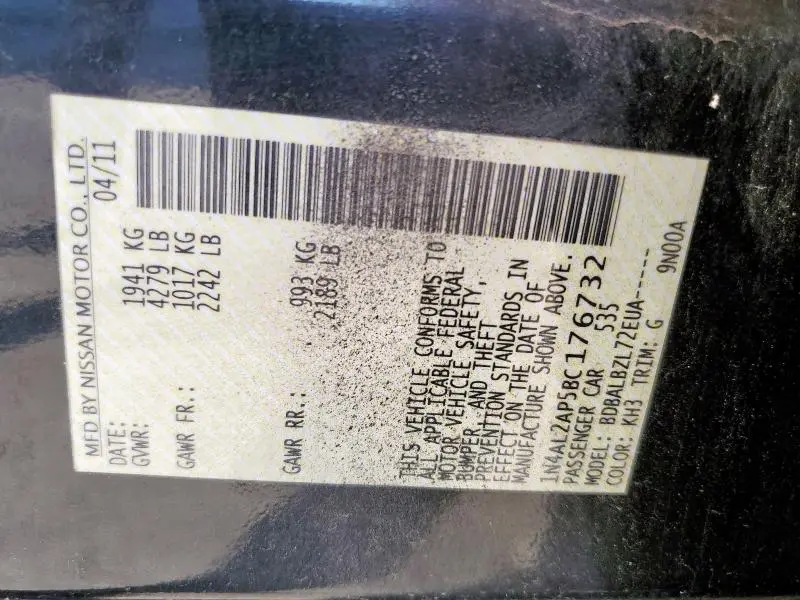 MFD BY NISSAN MOTOR CO., LTD.
DATE: 04/11
GVWR: 1941 KG
4279 LB
GAWR FR.: 1017 KG
2242 LB
GAWR RR.: 993 KG
2189 LB
THIS VEHICLE CONFORMS TO
ALL APPLICABLE FEDERAL
MOTOR VEHICLE SAFETY,
BUMPER, AND THEFT
PREVENTION STANDARDS IN
EFFECT ON THE DATE OF
MANUFACTURE SHOWN ABOVE.
1N4AL2AP5BC176732
PASSENGER CAR 535
MODEL: BDBALBZL72EUA------
COLOR: KH3 TRIM: G 9N00A